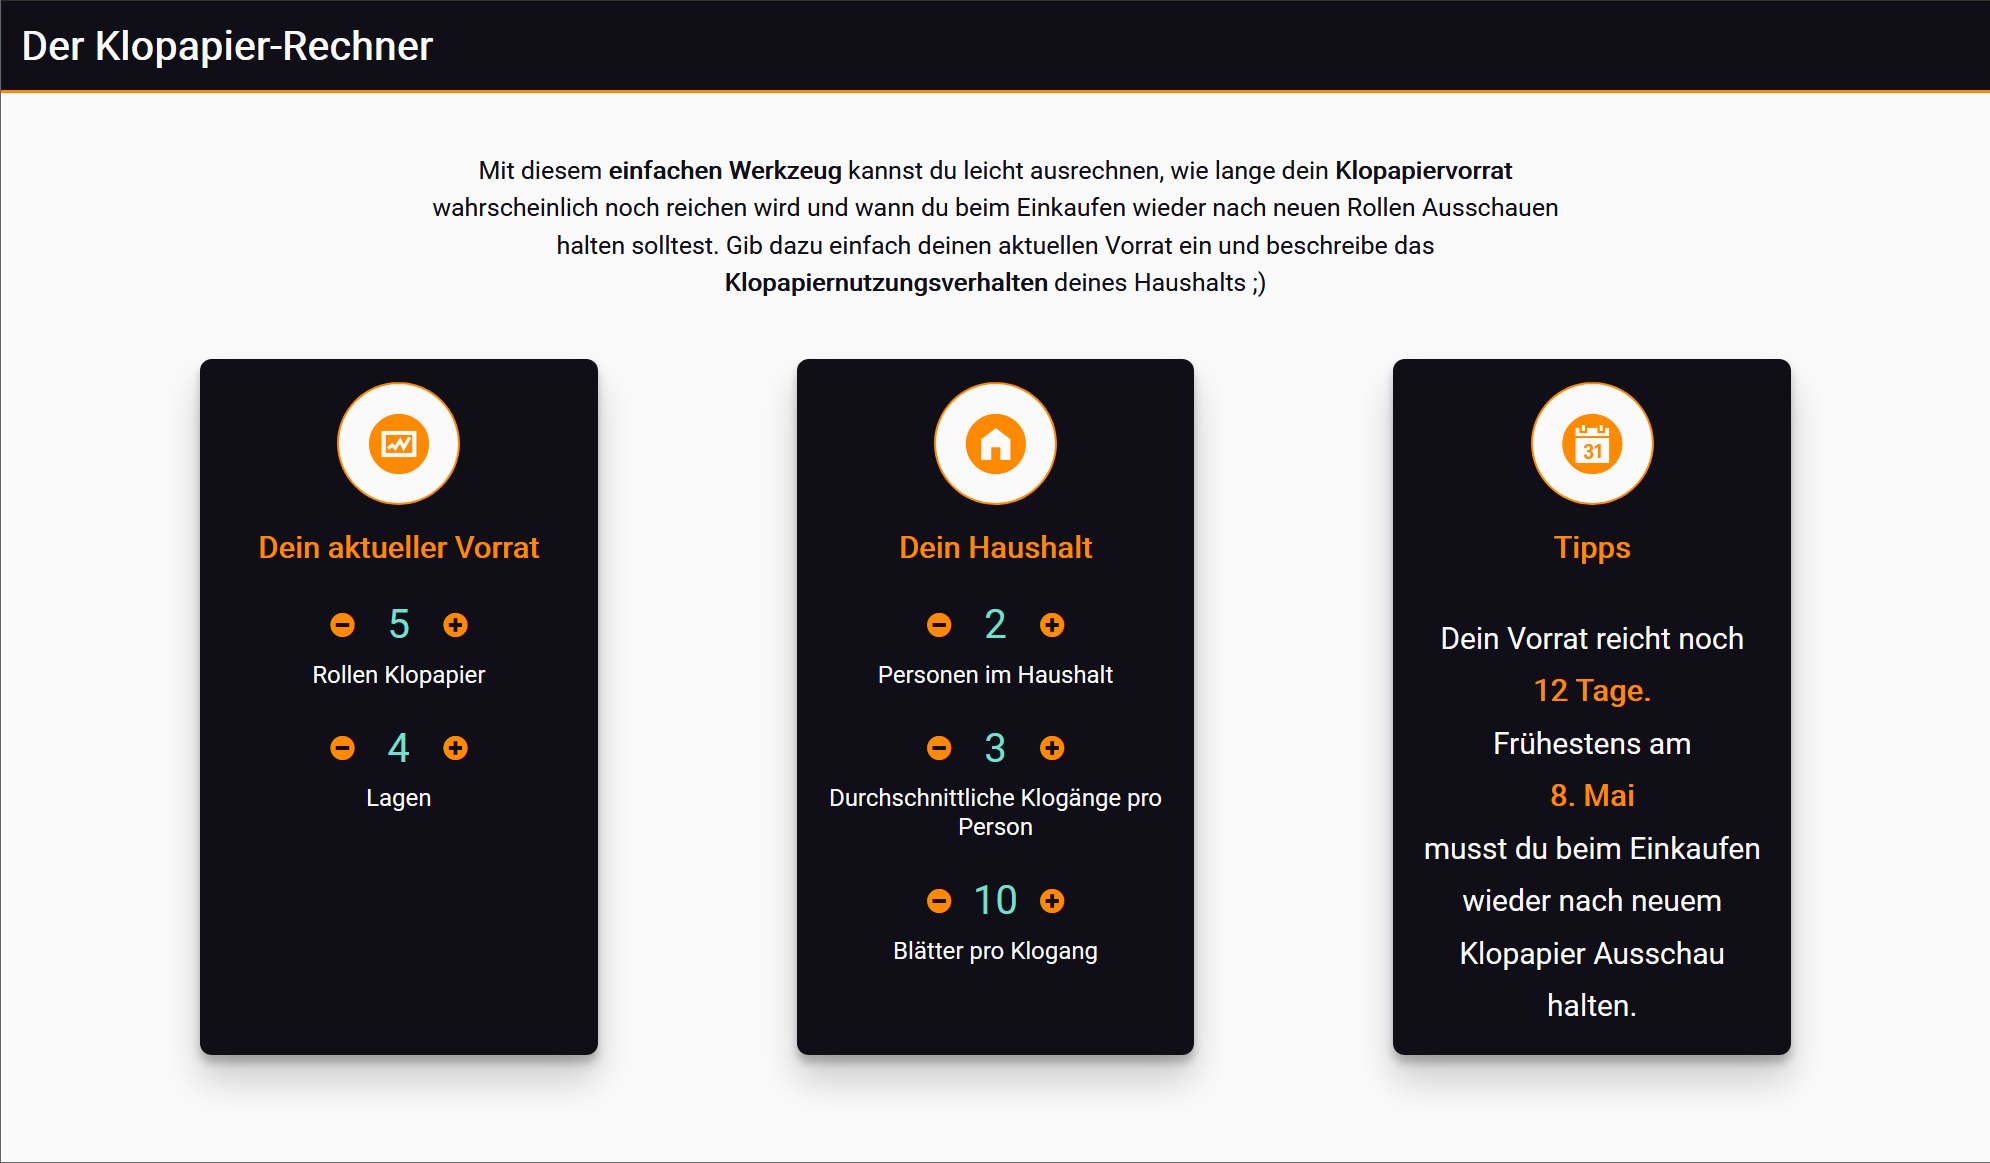 Der Klopapier-Rechner
Mit diesem einfachen Werkzeug kannst du leicht ausrechnen, wie lange dein Klopapiervorrat
wahrscheinlich noch reichen wird und wann du beim Einkaufen wieder nach neuen Rollen Ausschauen
halten solltest. Gib dazu einfach deinen aktuellen Vorrat ein und beschreibe das
Klopapiernutzungsverhalten deines Haushalts ;)
Dein aktueller Vorrat
5
Rollen Klopapier
4
Lagen
Dein Haushalt
2
Personen im Haushalt
3
Durchschnittliche Klogänge pro
Person
10
Blätter pro Klogang
31
Tipps
Dein Vorrat reicht noch
12 Tage.
Frühestens am
8. Mai
musst du beim Einkaufen
wieder nach neuem
Klopapier Ausschau
halten.